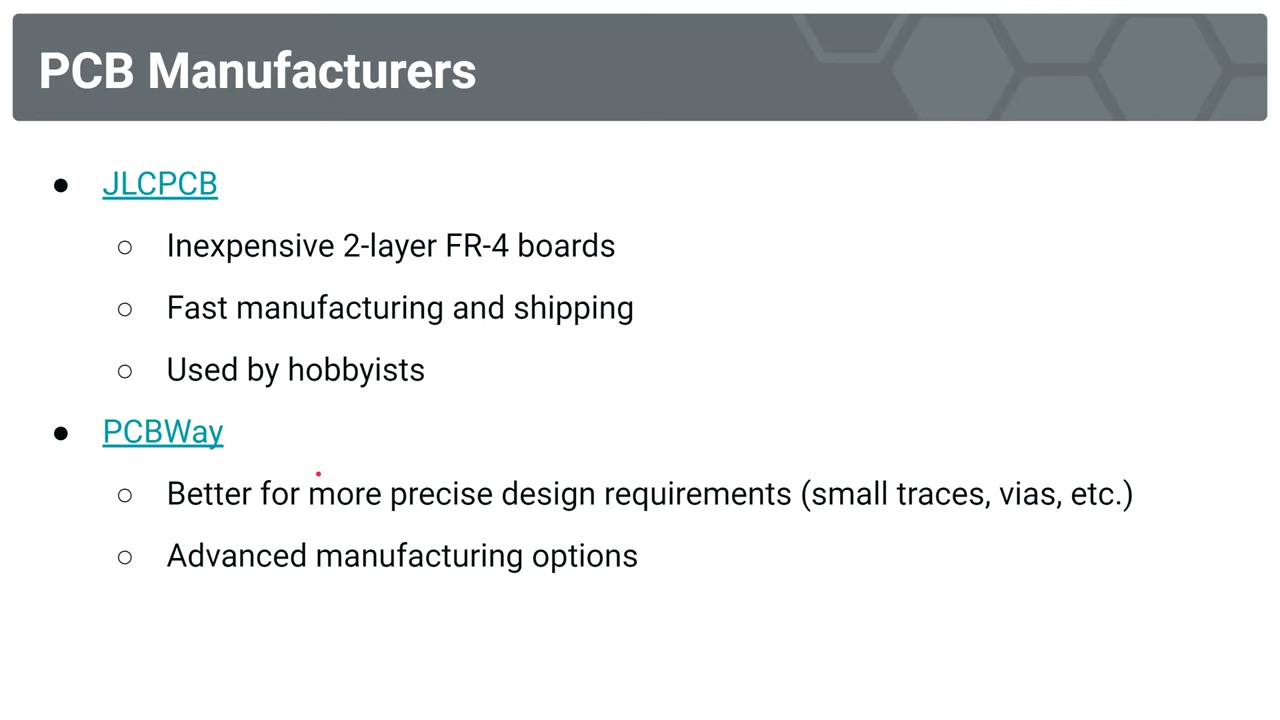 PCB Manufacturers
● JLCPCB
○ Inexpensive 2-layer FR-4 boards
○ Fast manufacturing and shipping
○ Used by hobbyists
● PCBWay
○ Better for more precise design requirements (small traces, vias, etc.)
○ Advanced manufacturing options